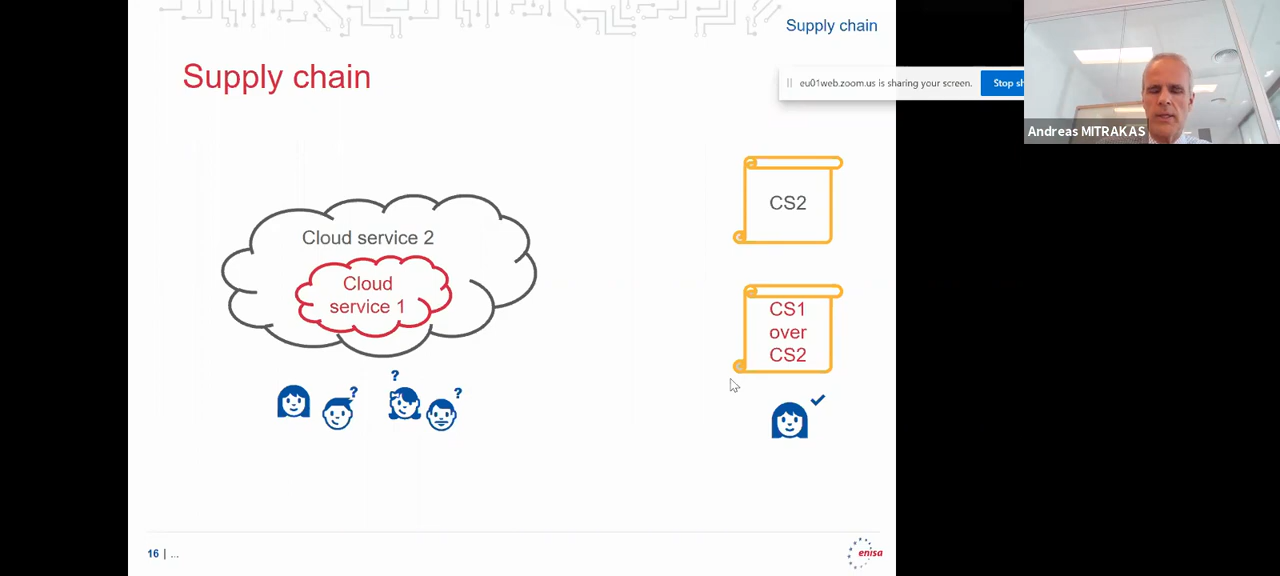 Supply chain
Supply chain
eu01web.zoom.us is sharing your screen.
Stop sh
Andreas MITRAKAS
Cloud service 2
Cloud
service 1
?
?
?
CS2
CS1
over
CS2
16 | ...
enisa